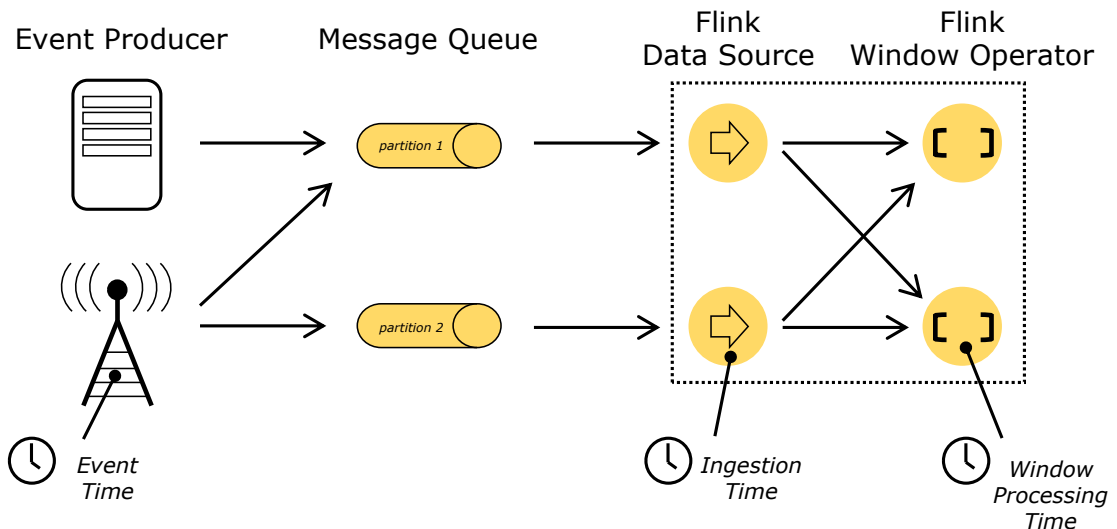 Event Producer
Message Queue
Flink
Data Source
Flink
Window Operator
partition 1
partition 2
Event
Time
Ingestion
Time
Window
Processing
Time